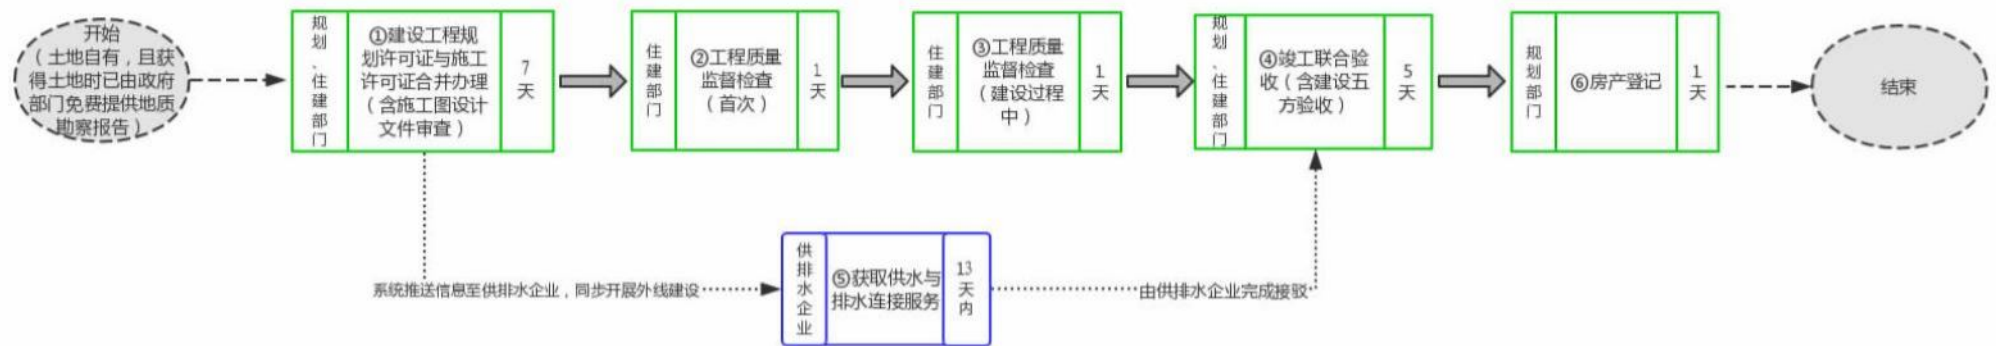 开始
（土地自有，且获
得土地时已由政府
部门免费提供地质
勘察报告）
规划、住建部门
①建设工程规
划许可证与施工
许可证合并办理
（含施工图设计
文件审查）
7天
住建部门
②工程质量
监督检查
（首次）
1天
住建部门
③工程质量
监督检查
（建设过程
中）
1天
规划、住建部门
④竣工联合验
收（含建设五
方验收）
5天
规划部门
⑥房产登记
1天
结束
系统推送信息至供排水企业，同步开展外线建设
供排水企业
⑤获取供水与
排水连接服务
13天内
由供排水企业完成接驳